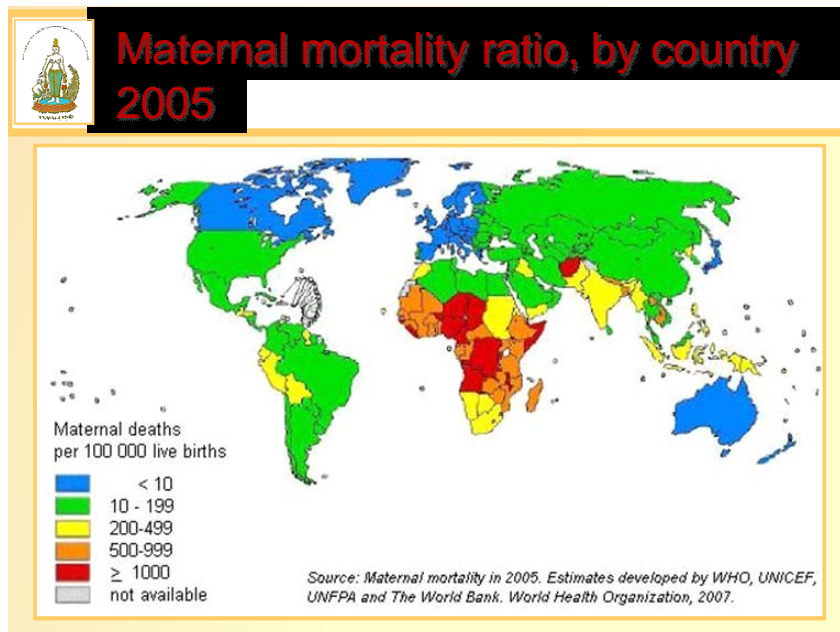 Maternal mortality ratio, by country
2005
Maternal deaths
per 100 000 live births
< 10
10 - 199
200-499
500-999
≥ 1000
not available
Source: Maternal mortality in 2005. Estimates developed by WHO, UNICEF,
UNFPA and The World Bank. World Health Organization, 2007.